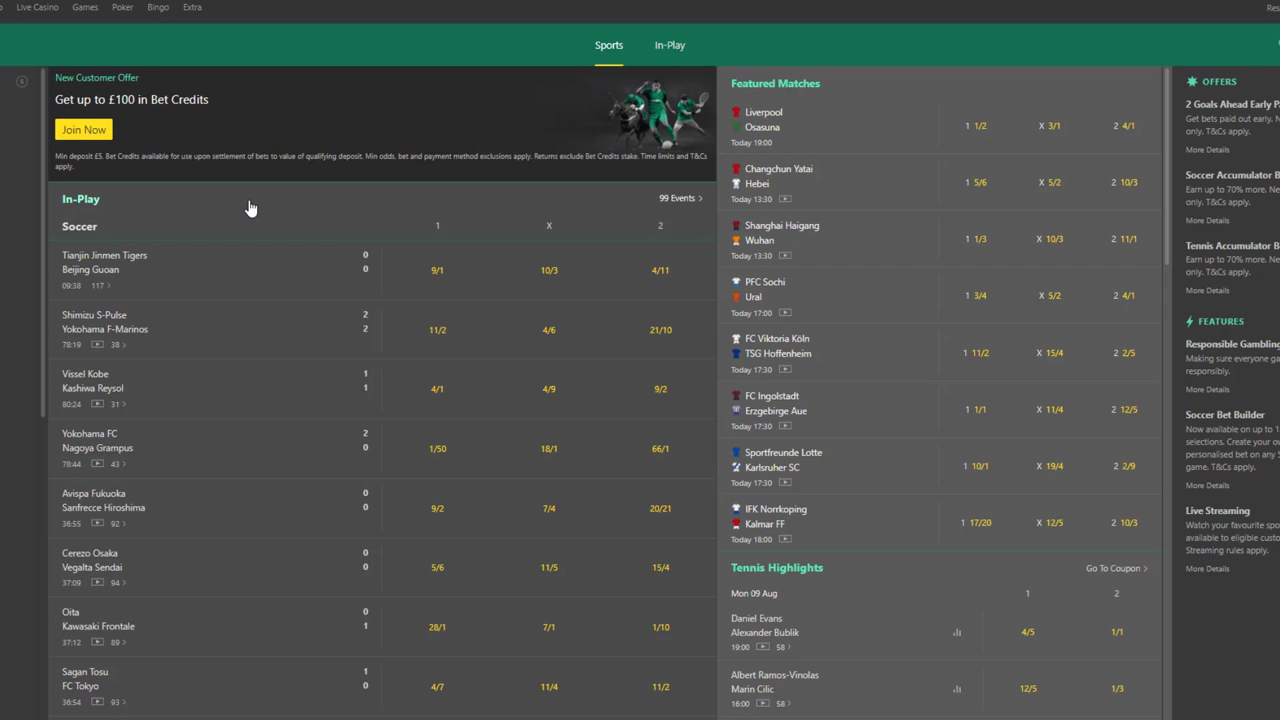 Live Casino Games Poker Bingo Extra
Sports In-Play
New Customer Offer
Get up to £100 in Bet Credits
Join Now
Min deposit £5. Bet Credits available for use upon settlement of bets to value of qualifying deposit. Min odds, bet and payment method exclusions apply. Returns exclude Bet Credits stake. Time limits and T&Cs
apply.
In-Play 99 Events >
Soccer 1 X 2
Tianjin Jinmen Tigers 0
Beijing Guoan 0
9/1 10/3 4/11
09:38 117 >
Shimizu S-Pulse 2
Yokohama F-Marinos 2
11/2 4/6 21/10
78:19 38 >
Vissel Kobe 1
Kashiwa Reysol 1
4/1 4/9 9/2
80:24 31 >
Yokohama FC 2
Nagoya Grampus 0
1/50 18/1 66/1
78:44 43 >
Avispa Fukuoka 0
Sanfrecce Hiroshima 0
9/2 7/4 20/21
36:55 92 >
Cerezo Osaka 0
Vegalta Sendai 0
5/6 11/5 15/4
37:09 94 >
Oita 0
Kawasaki Frontale 1
28/1 7/1 1/10
37:12 89 >
Sagan Tosu 1
FC Tokyo 0
4/7 11/4 11/2
36:54 93 >
Featured Matches
Liverpool
Osasuna
1 1/2 X 3/1 2 4/1
Today 19:00
Changchun Yatai
Hebei
1 5/6 X 5/2 2 10/3
Today 13:30
Shanghai Haigang
Wuhan
1 1/3 X 10/3 2 11/1
Today 13:30
PFC Sochi
Ural
1 3/4 X 5/2 2 4/1
Today 17:00
FC Viktoria Köln
TSG Hoffenheim
1 11/2 X 15/4 2 2/5
Today 17:30
FC Ingolstadt
Erzgebirge Aue
1 1/1 X 11/4 2 12/5
Today 17:30
Sportfreunde Lotte
Karlsruher SC
1 10/1 X 19/4 2 2/9
Today 17:30
IFK Norrkoping
Kalmar FF
1 17/20 X 12/5 2 10/3
Today 18:00
Tennis Highlights Go To Coupon >
Mon 09 Aug 1 2
Daniel Evans
Alexander Bublik 4/5 1/1
19:00 58 >
Albert Ramos-Vinolas
Marin Cilic 12/5 1/3
16:00 58 >
OFFERS
2 Goals Ahead Early P
Get bets paid out early. N
only. T&Cs apply.
More Details
Soccer Accumulator B
Earn up to 70% more. Ne
only. T&Cs apply.
More Details
Tennis Accumulator B
Earn up to 70% more. Ne
only. T&Cs apply.
More Details
FEATURES
Responsible Gambling
Making sure everyone ga
responsibly.
More Details
Soccer Bet Builder
Now available on up to 1
selections. Create your ow
personalised bet on any S
game. T&Cs apply.
More Details
Live Streaming
Watch your favourite spo
available to eligible custo
Streaming rules apply.
More Details